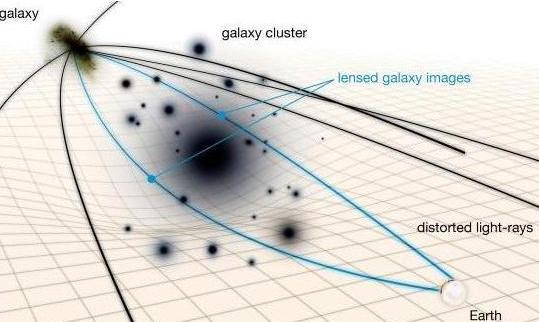 galaxy
galaxy cluster
lensed galaxy images
distorted light-rays
Earth